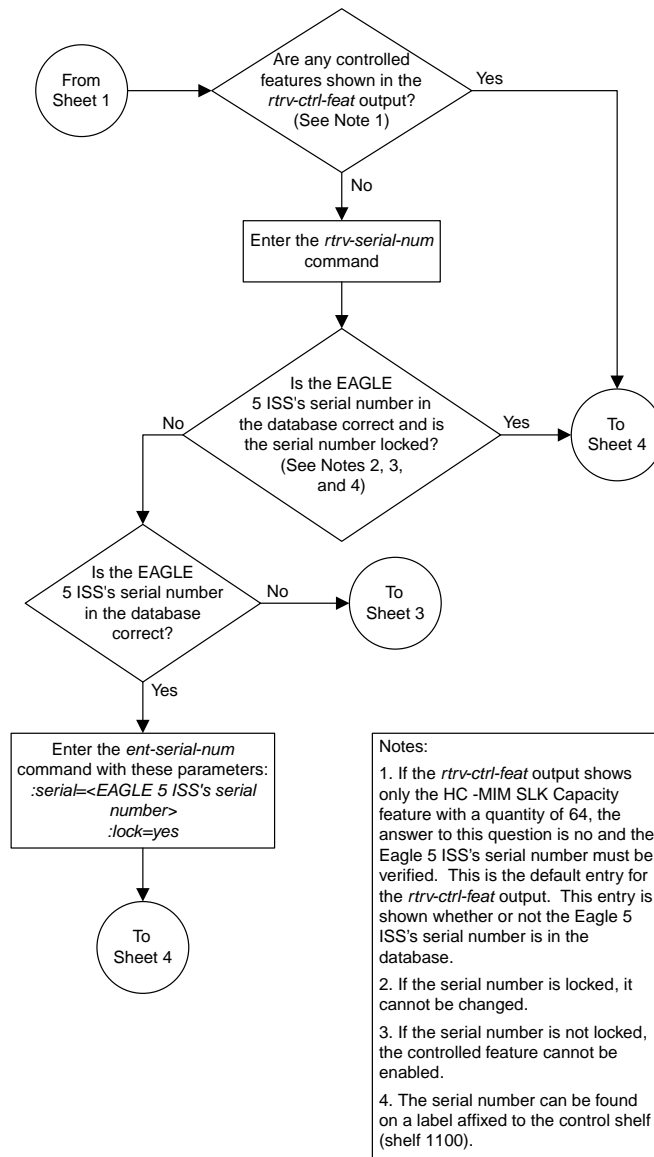 From
Sheet 1
Are any controlled
features shown in the
rtrv-ctrl-feat output?
(See Note 1)
Yes
No
Enter the rtrv-serial-num
command
Is the EAGLE
5 ISS's serial number in
the database correct and is
the serial number locked?
(See Notes 2, 3,
and 4)
No
Yes
To
Sheet 4
Is the EAGLE
5 ISS's serial number
in the database
correct?
No
To
Sheet 3
Yes
Enter the ent-serial-num
command with these parameters:
:serial=<EAGLE 5 ISS's serial
number>
:lock=yes
To
Sheet 4
Notes:
1. If the rtrv-ctrl-feat output shows
only the HC -MIM SLK Capacity
feature with a quantity of 64, the
answer to this question is no and the
Eagle 5 ISS's serial number must be
verified.  This is the default entry for
the rtrv-ctrl-feat output.  This entry is
shown whether or not the Eagle 5
ISS's serial number is in the
database.
2. If the serial number is locked, it
cannot be changed.
3. If the serial number is not locked,
the controlled feature cannot be
enabled.
4. The serial number can be found
on a label affixed to the control shelf
(shelf 1100).